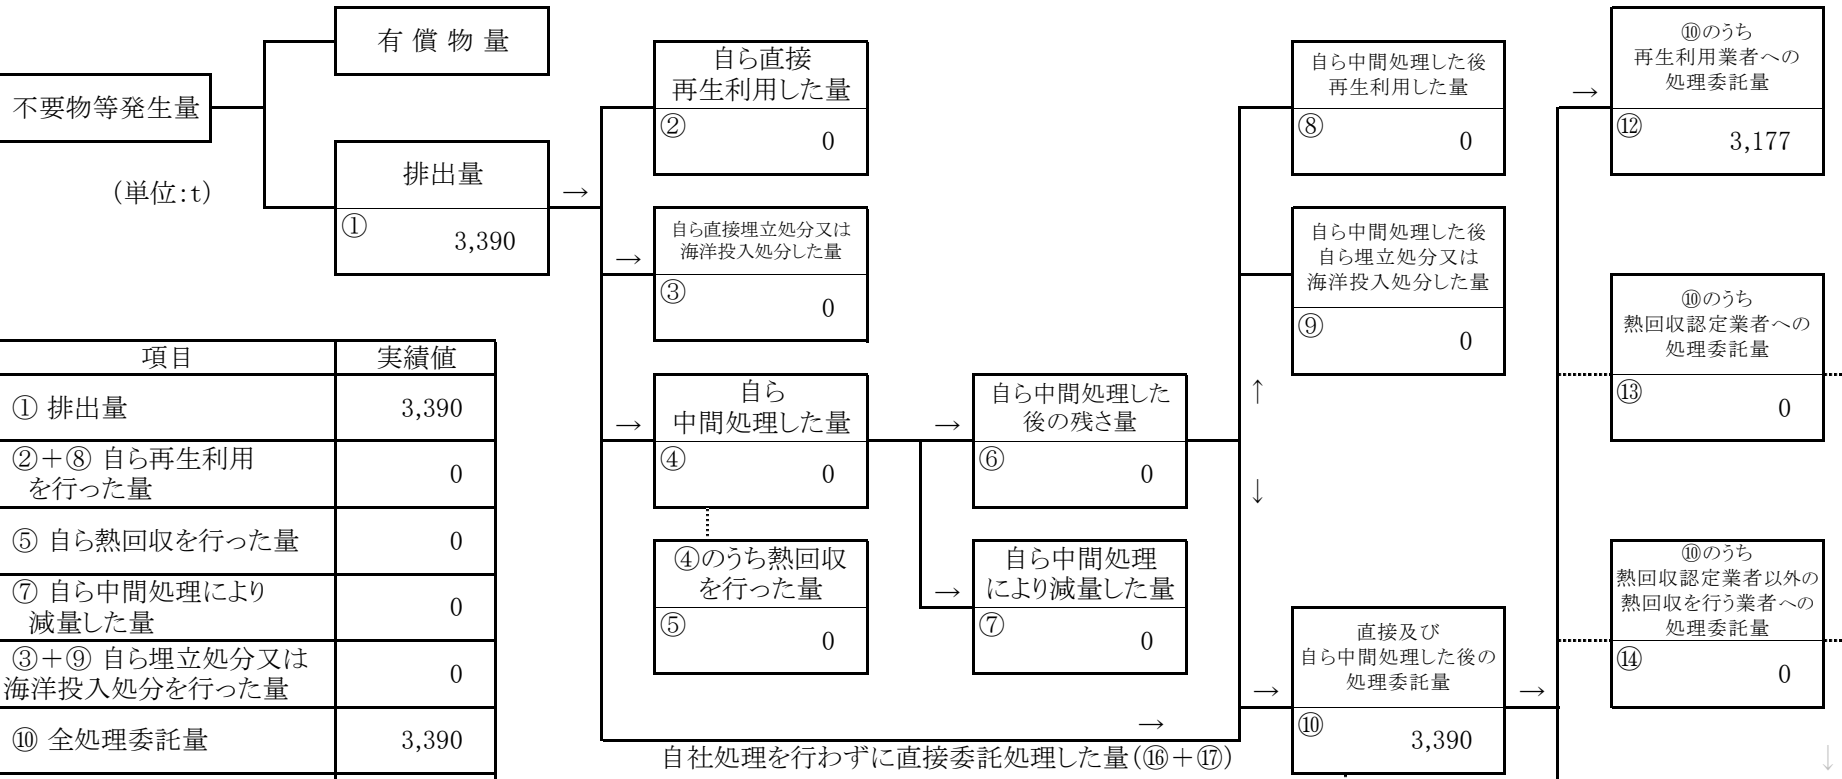 有 償 物 量
不要物等発生量
(単位:t)
排出量
①
3,390
→
自ら直接
再生利用した量
②
0
→
自ら直接埋立処分又は
海洋投入処分した量
③
0
→
自ら
中間処理した量
④
0
④のうち熱回収
を行った量
⑤
0
→
自ら中間処理した
後の残さ量
⑥
0
→
自ら中間処理
により減量した量
⑦
0
→
自社処理を行わずに直接委託処理した量(⑯+⑰)
自ら中間処理した後
再生利用した量
⑧
0
自ら中間処理した後
自ら埋立処分又は
海洋投入処分した量
⑨
0
↑
↓
→
直接及び
自ら中間処理した後の
処理委託量
⑩
3,390
→
→
⑩のうち
再生利用業者への
処理委託量
⑫
3,177
⑩のうち
熱回収認定業者への
処理委託量
⑬
0
⑩のうち
熱回収認定業者以外の
熱回収を行う業者への
処理委託量
⑭
0
↓
項目 実績値
① 排出量 3,390
②+⑧ 自ら再生利用
を行った量
0
⑤ 自ら熱回収を行った量 0
⑦ 自ら中間処理により
減量した量
0
③+⑨ 自ら埋立処分又は
海洋投入処分を行った量
0
⑩ 全処理委託量 3,390